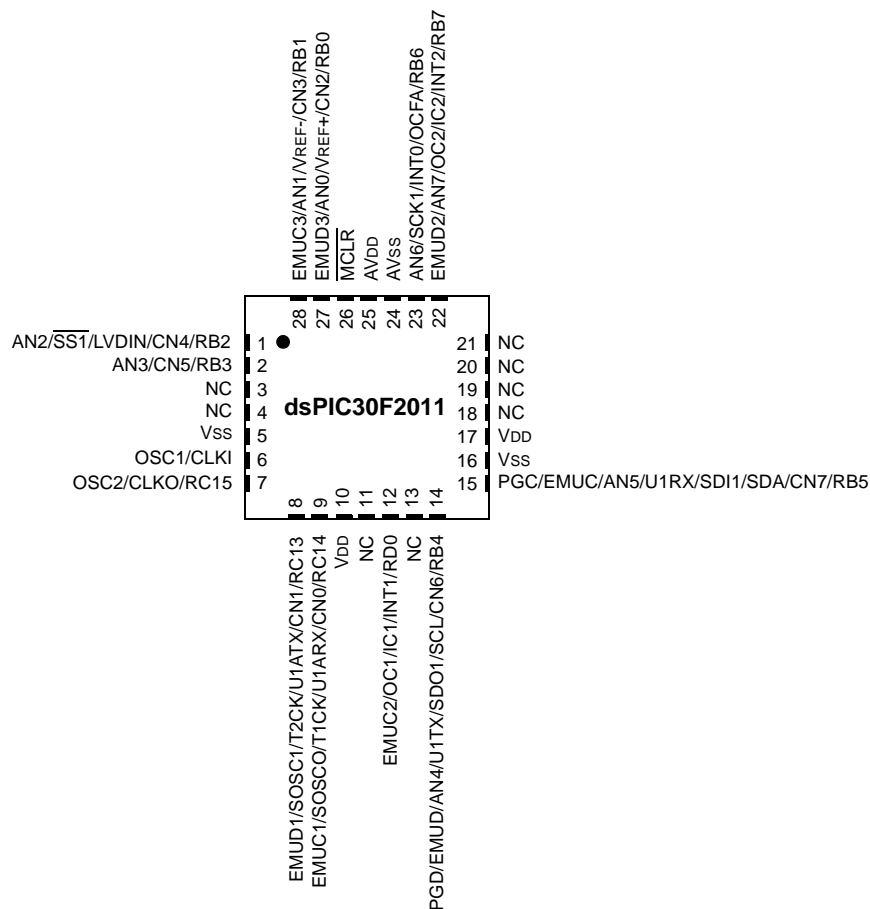 EMUC3/AN1/VREF-/CN3/RB1
EMUD3/AN0/VREF+/CN2/RB0
MCLR
AVDD
AVSS
AN6/SCK1/INT0/OCFA/RB6
EMUD2/AN7/OC2/IC2/INT2/RB7
28 27 26 25 24 23 22
AN2/SS1/LVDIN/CN4/RB2 1
AN3/CN5/RB3 2
NC 3
NC 4
VSS 5
OSC1/CLKI 6
OSC2/CLKO/RC15 7
dsPIC30F2011
21 NC
20 NC
19 NC
18 NC
17 VDD
16 VSS
15 PGC/EMUC/AN5/U1RX/SDI1/SDA/CN7/RB5
8 9 10 11 12 13 14
EMUD1/SOSC1/T2CK/U1ATX/CN1/RC13
EMUC1/SOSCO/T1CK/U1ARX/CN0/RC14
VDD
NC
EMUC2/OC1/IC1/INT1/RD0
NC
PGD/EMUD/AN4/U1TX/SDO1/SCL/CN6/RB4